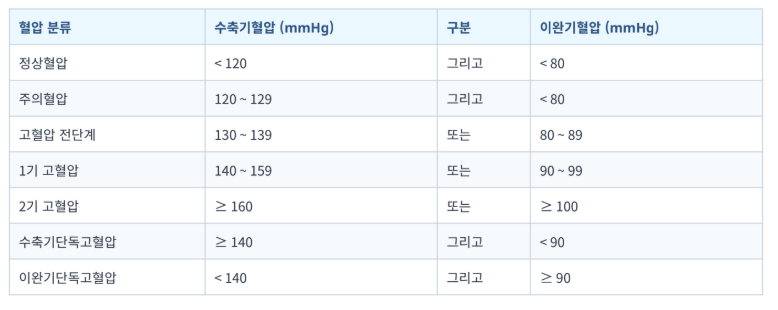 혈압 분류 수축기혈압 (mmHg) 구분 이완기혈압 (mmHg)
정상혈압 < 120 그리고 < 80
주의혈압 120 ~ 129 그리고 < 80
고혈압 전단계 130 ~ 139 또는 80 ~ 89
1기 고혈압 140 ~ 159 또는 90 ~ 99
2기 고혈압 ≥ 160 또는 ≥ 100
수축기단독고혈압 ≥ 140 그리고 < 90
이완기단독고혈압 < 140 그리고 ≥ 90